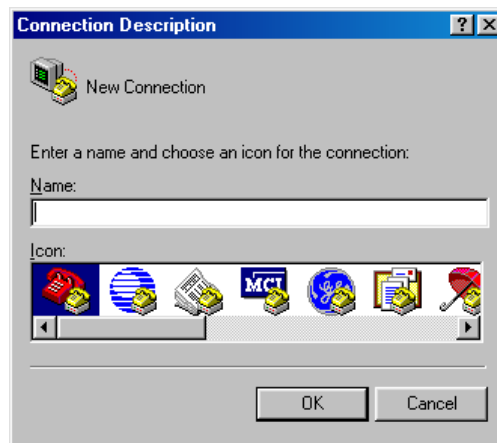 Connection Description
New Connection
Enter a name and choose an icon for the connection:
Name:
Icon:
MCI
OK
Cancel